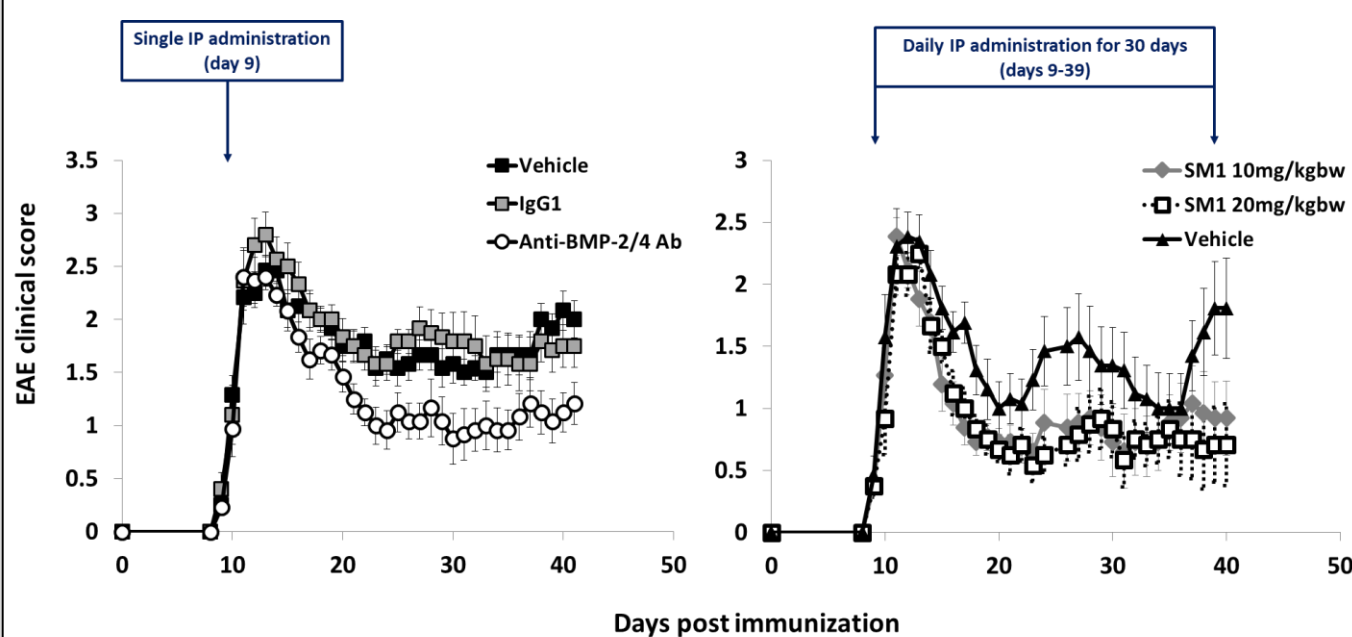 Single IP administration
(day 9)
Daily IP administration for 30 days
(days 9-39)
EAE clinical score
3.5
3
2.5
2
1.5
1
0.5
0
0
10
20
30
40
50
Vehicle
IgG1
Anti-BMP-2/4 Ab
3
2.5
2
1.5
1
0.5
0
0
10
20
30
40
50
SM1 10mg/kgbw
SM1 20mg/kgbw
Vehicle
Days post immunization